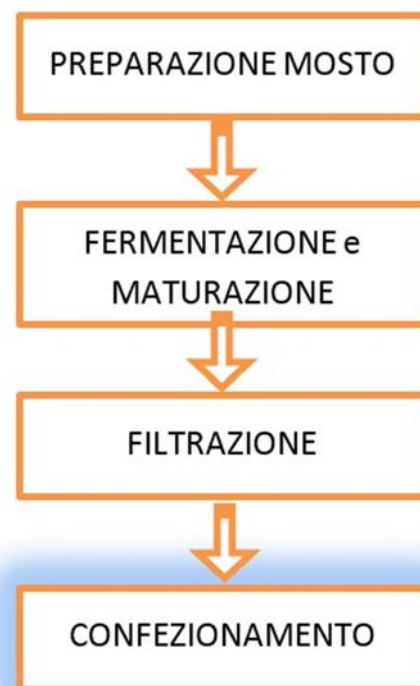 PREPARAZIONE MOSTO
FERMENTAZIONE e
MATURAZIONE
FILTRAZIONE
CONFEZIONAMENTO